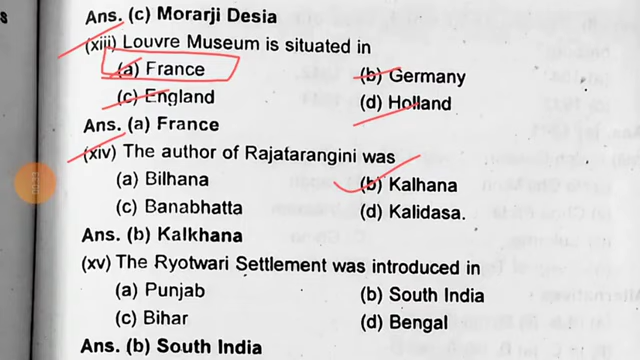 s
Ans. (c) Morarji Desia
(xiii) Louvre Museum is situated in
(a) France (b) Germany
(c) England (d) Holland
Ans. (a) France
(xiv) The author of Rajatarangini was
(a) Bilhana (b) Kalhana
(c) Banabhatta (d) Kalidasa.
Ans. (b) Kalkhana
(xv) The Ryotwari Settlement was introduced in
(a) Punjab (b) South India
(c) Bihar (d) Bengal
Ans. (b) South India